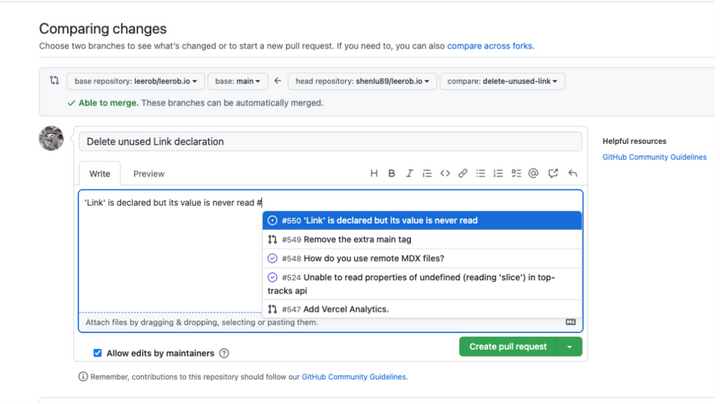 Comparing changes
Choose two branches to see what's changed or to start a new pull request. If you need to, you can also compare across forks.
base repository: leerob/leerob.io base: main head repository: shenlu89/leerob.io compare: delete-unused-link
Able to merge. These branches can be automatically merged.
Delete unused Link declaration
Helpful resources
GitHub Community Guidelines
Write Preview
'Link' is declared but its value is never read #
#550 'Link' is declared but its value is never read
#549 Remove the extra main tag
#548 How do you use remote MDX files?
#524 Unable to read properties of undefined (reading 'slice') in top-
tracks api
#547 Add Vercel Analytics.
Attach files by dragging & dropping, selecting or pasting them.
Allow edits by maintainers
Create pull request
Remember, contributions to this repository should follow our GitHub Community Guidelines.